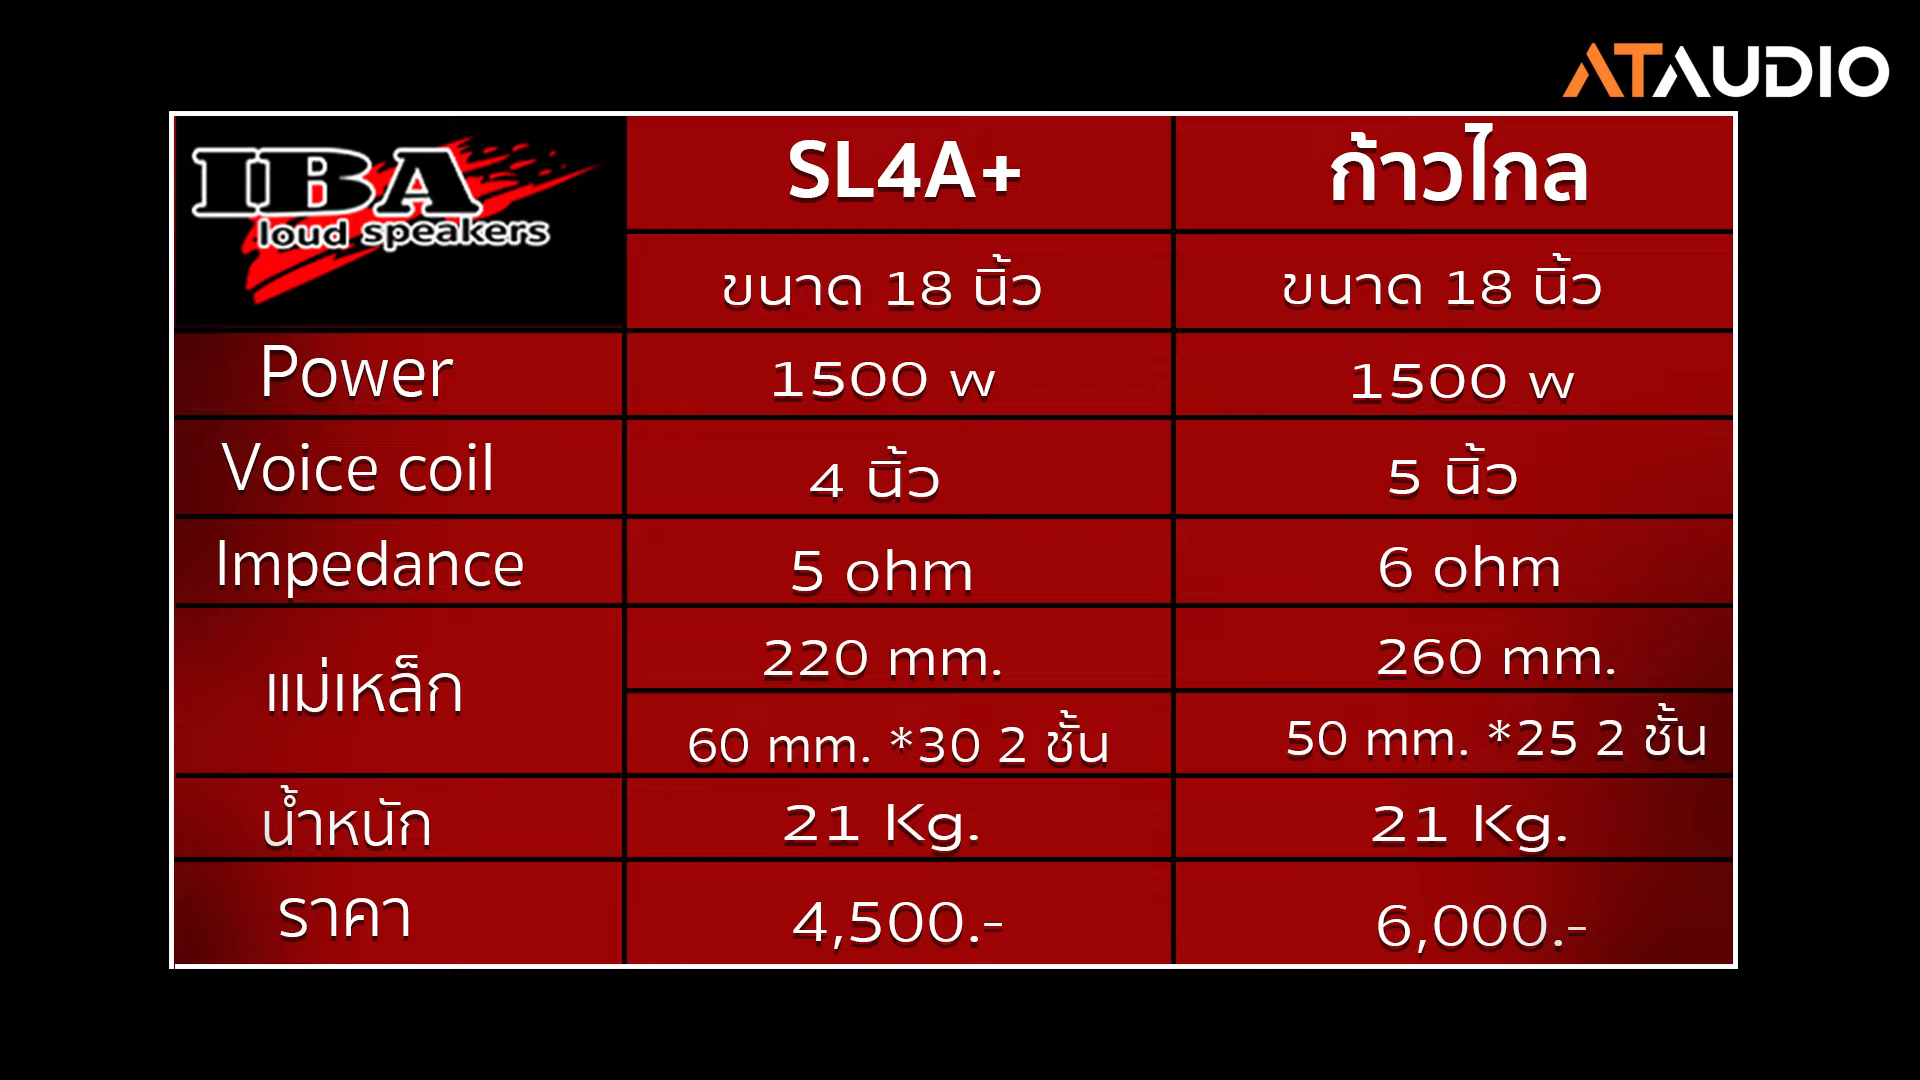 ATAUDIO
IBA
loud speakers
SL4A+
ก้าวไกล
ขนาด 18 นิ้ว
ขนาด 18 นิ้ว
Power
1500 w
1500 w
Voice coil
4 นิ้ว
5 นิ้ว
Impedance
5 ohm
6 ohm
แม่เหล็ก
220 mm.
260 mm.
60 mm. *30 2 ชั้น
50 mm. *25 2 ชั้น
น้ำหนัก
21 Kg.
21 Kg.
ราคา
4,500.-
6,000.-